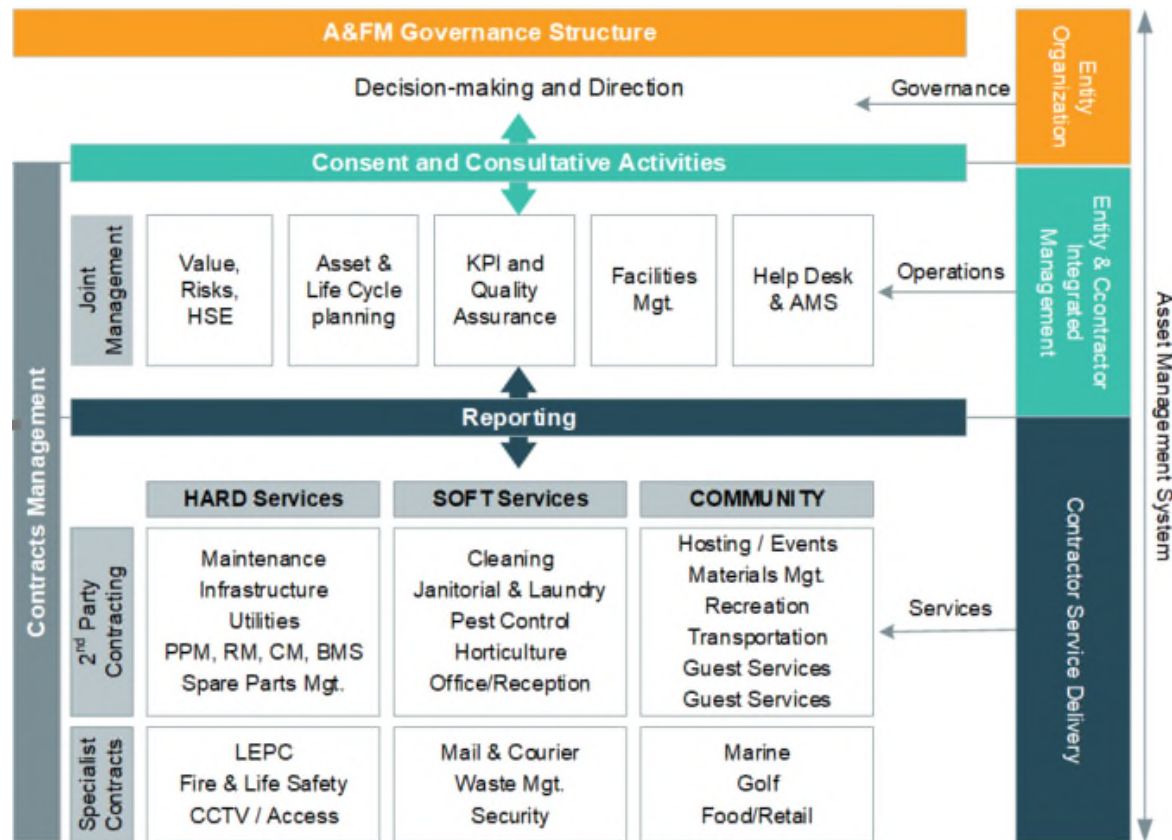 A&FM Governance Structure
Decision-making and Direction
Governance
Entity
Organization
Consent and Consultative Activities
Contracts Management
Joint
Management
Value,
Risks,
HSE
Asset &
Life Cycle
planning
KPI and
Quality
Assurance
Facilities
Mgt.
Help Desk
& AMS
Operations
Entity & Ccontractor
Integrated
Management
Asset Management System
Reporting
HARD Services
SOFT Services
COMMUNITY
2nd Party
Contracting
Maintenance
Infrastructure
Utilities
PPM, RM, CM, BMS
Spare Parts Mgt.
Cleaning
Janitorial & Laundry
Pest Control
Horticulture
Office/Reception
Hosting / Events
Materials Mgt.
Recreation
Transportation
Guest Services
Guest Services
Services
Contractor Service Delivery
Specialist
Contracts
LEPC
Fire & Life Safety
CCTV / Access
Mail & Courier
Waste Mgt.
Security
Marine
Golf
Food/Retail